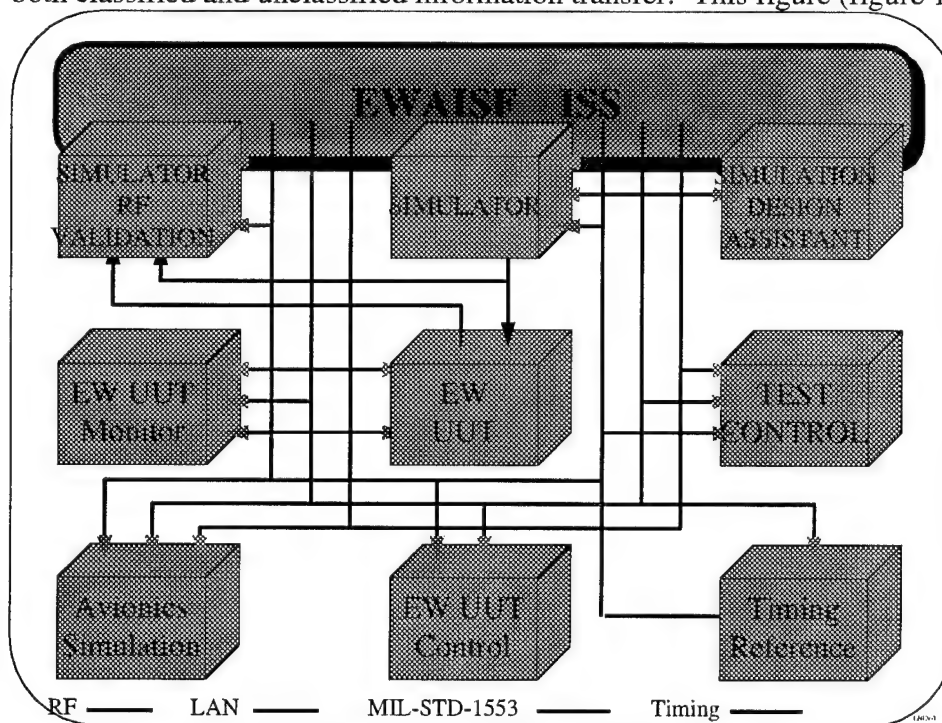 both classified and unclassified information transfer. This figure (figure 1
EWAISF ISS
SIMULATOR
RF
VALIDATION
SIMULATOR
SIMULATION
DESIGN
ASSISTANT
EW UUT
Monitor
EW
UUT
TEST
CONTROL
Avionics
Simulation
EW UUT
Control
Timing
Reference
RF LAN MIL-STD-1553 Timing